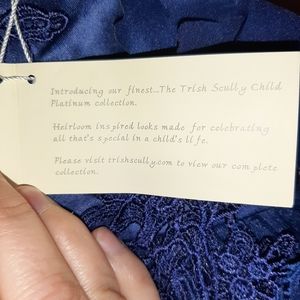 Introducing our finest...The Trish Scully Child
Platinum collection.
Heirloom inspired looks made for celebrating
all that's special in a child's life.
Please visit trishscully.com to view our complete
collection.